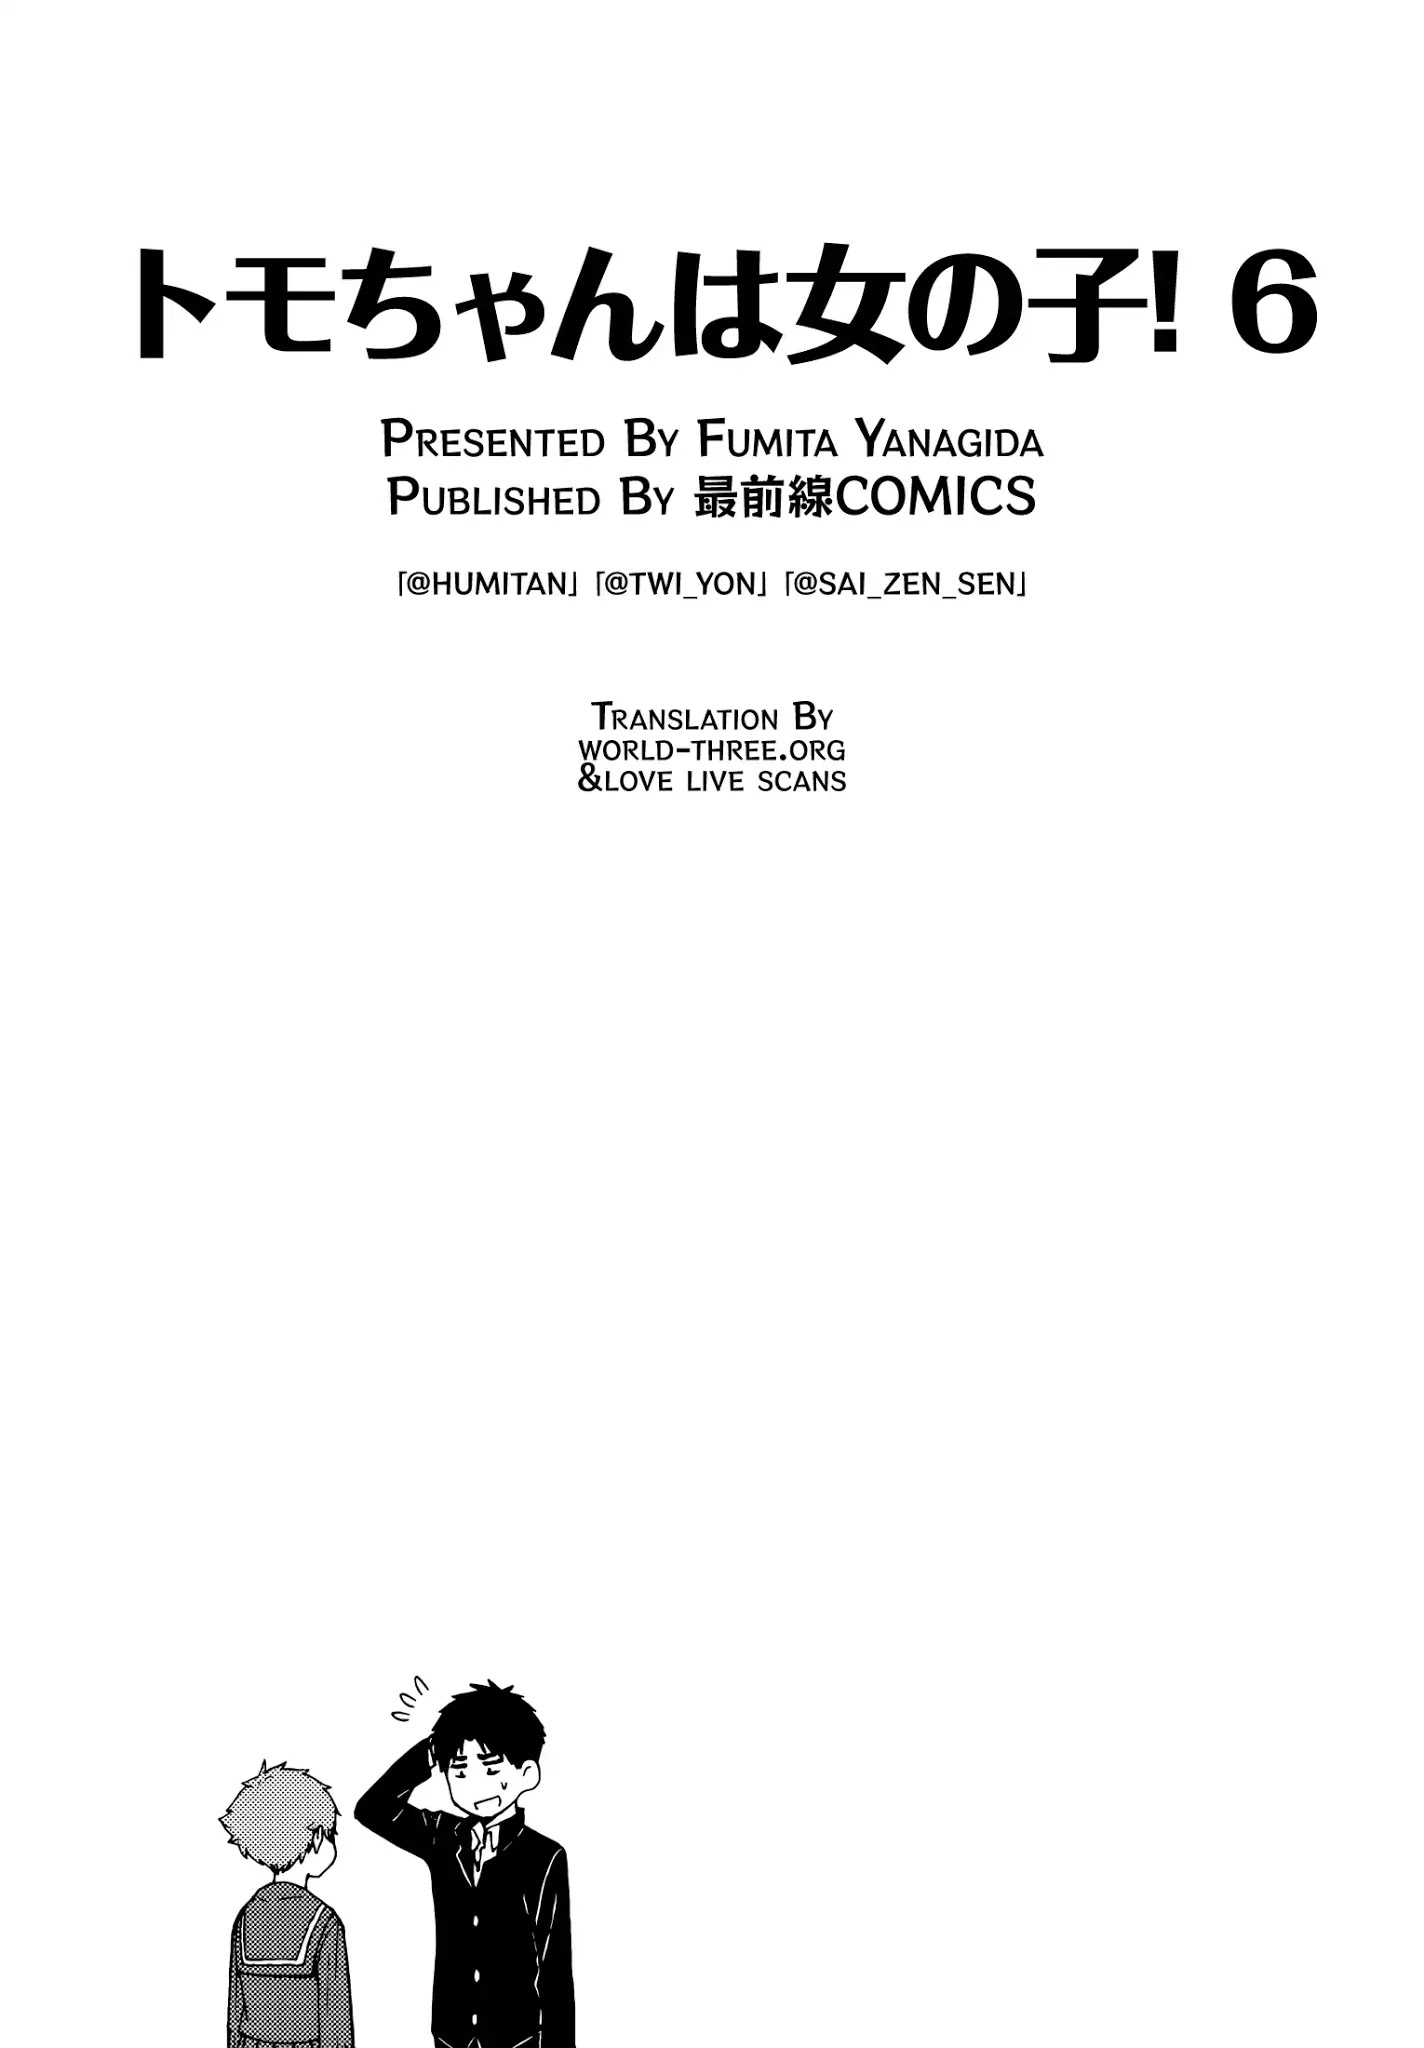 トモちゃんは女の子! 6
Presented By Fumita Yanagida
Published By 最前線COMICS
「@HUMITAN」「@TWI_YON」「@SAI_ZEN_SEN」
Translation By
WORLD-THREE.ORG
&LOVE LIVE SCANS